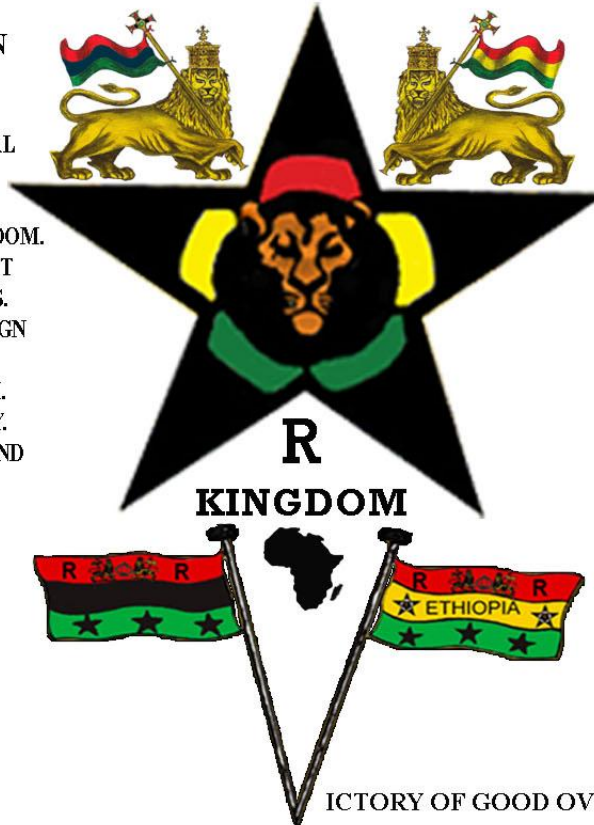 N
AL
DOM.
T
S.
GN
Y.
ND
R
KINGDOM
R R
R R
ETHIOPIA
ICTORY OF GOOD OV